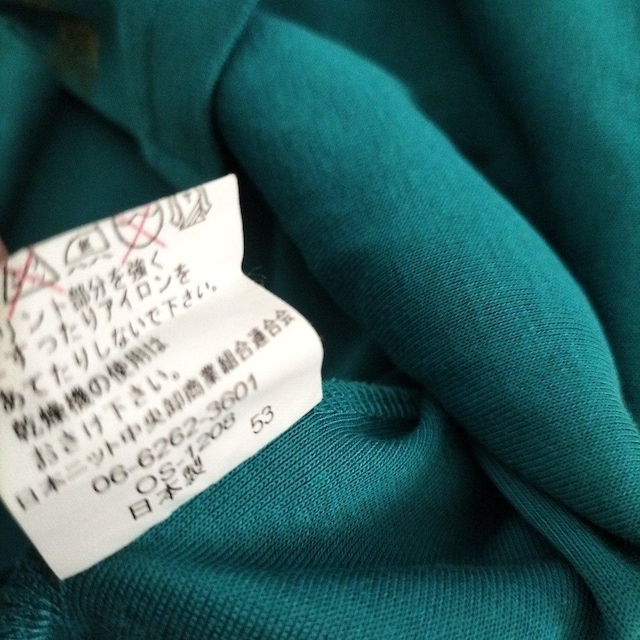 プリント部分を強く
すったりアイロンを
あてたりしないで下さい。
乾燥機の使用は
おさけ下さい。
日本ニット中央卸商業組合連合会
06-6262-3601
OS-1208 53
日本製